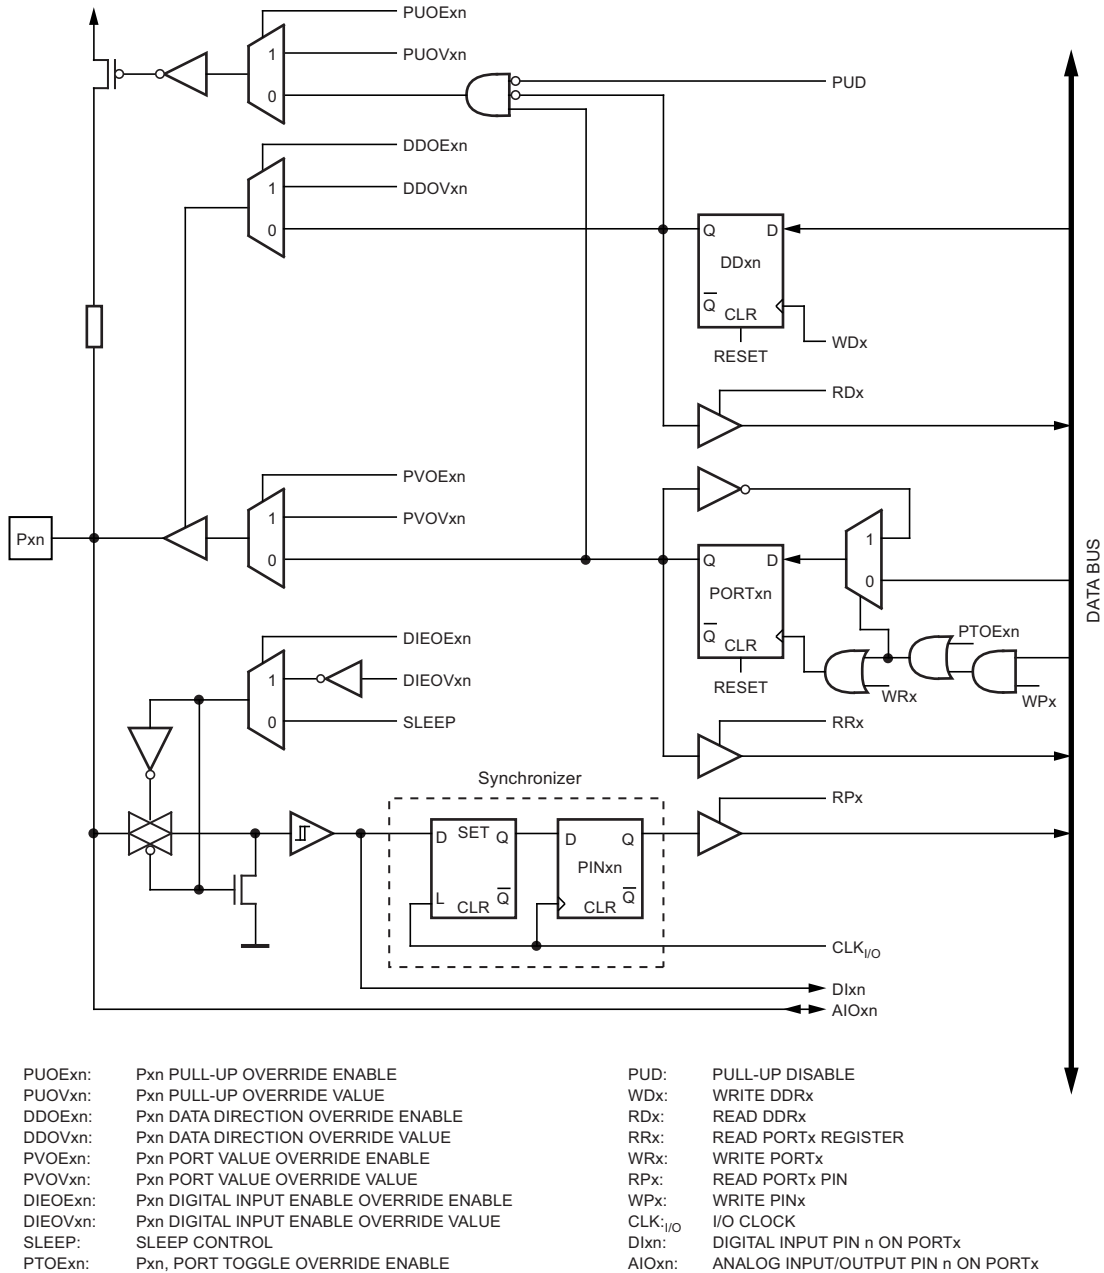 PUOExn
1
PUOVxn
0
PUD
DDOExn
1
DDOVxn
0
Q D
DDxn
Q
CLR
RESET
WDx
RDx
PVOExn
1
PVOVxn
0
Pxn
1
0
Q D
PORTxn
Q
CLR
RESET
PTOExn
WRx
WPx
DATA BUS
DIEOExn
1
DIEOVxn
0
SLEEP
RRx
Synchronizer
RPx
D SET Q
L CLR Q
D Q
PINxn
CLR Q
CLKI/O
DIxn
AIOxn
PUOExn: Pxn PULL-UP OVERRIDE ENABLE
PUOVxn: Pxn PULL-UP OVERRIDE VALUE
DDOExn: Pxn DATA DIRECTION OVERRIDE ENABLE
DDOVxn: Pxn DATA DIRECTION OVERRIDE VALUE
PVOExn: Pxn PORT VALUE OVERRIDE ENABLE
PVOVxn: Pxn PORT VALUE OVERRIDE VALUE
DIEOExn: Pxn DIGITAL INPUT ENABLE OVERRIDE ENABLE
DIEOVxn: Pxn DIGITAL INPUT ENABLE OVERRIDE VALUE
SLEEP: SLEEP CONTROL
PTOExn: Pxn, PORT TOGGLE OVERRIDE ENABLE
PUD: PULL-UP DISABLE
WDx: WRITE DDRx
RDx: READ DDRx
RRx: READ PORTx REGISTER
WRx: WRITE PORTx
RPx: READ PORTx PIN
WPx: WRITE PINx
CLK:I/O I/O CLOCK
DIxn: DIGITAL INPUT PIN n ON PORTx
AIOxn: ANALOG INPUT/OUTPUT PIN n ON PORTx